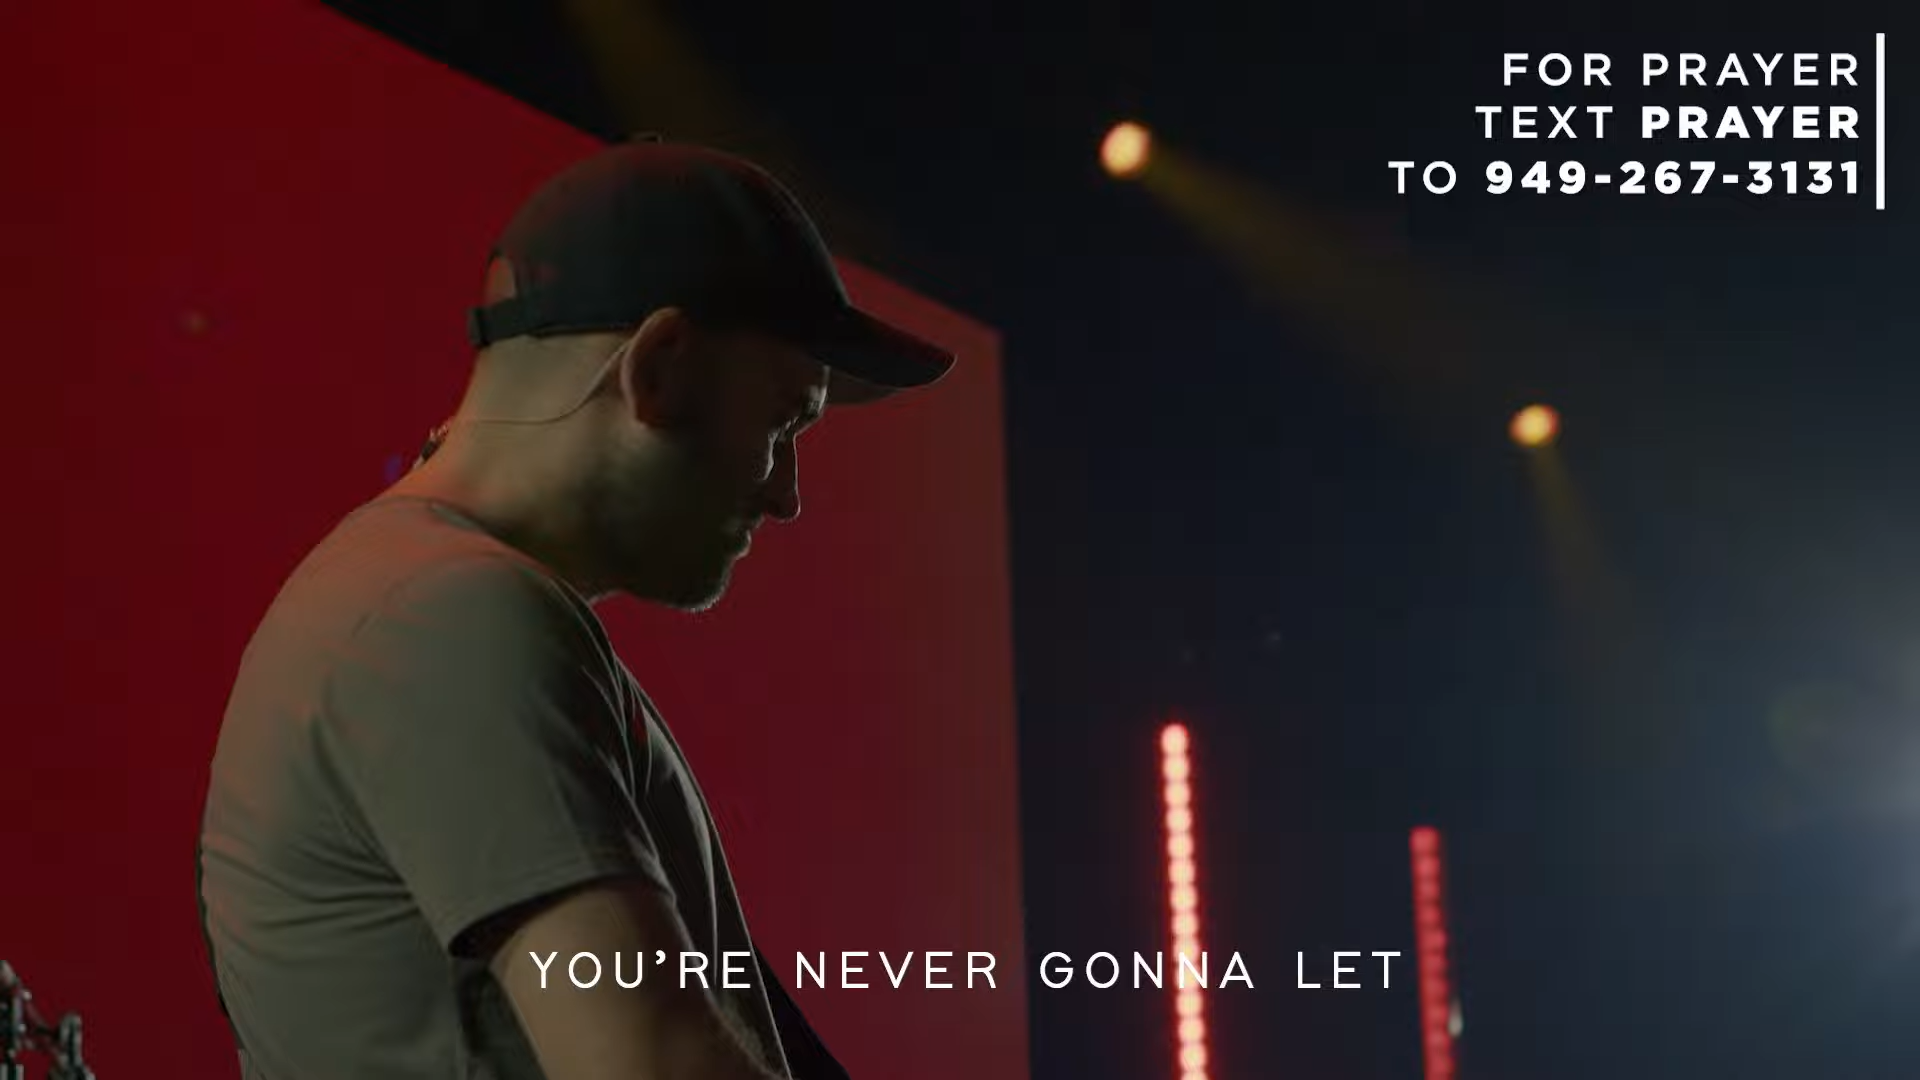 FOR PRAYER
TEXT PRAYER
TO 949-267-3131
YOU’RE NEVER GONNA LET